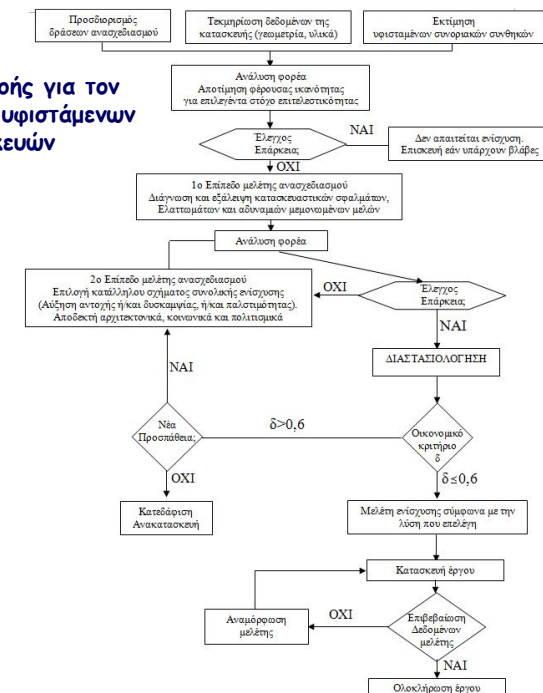 Προσδιορισμός
δράσεων ανασχεδιασμού
Τεκμηρίωση δεδομένων της
κατασκευής (γεωμετρία, υλικά)
Εκτίμηση
υφισταμένων συνοριακών συνθηκών
οής για τον
υφιστάμενων
κευών
Ανάλυση φορέα
Αποτίμηση φέρουσας ικανότητας
για επιλεγέντα στόχο επιτελεστικότητας
Έλεγχος
Επάρκεια;
ΝΑΙ
Δεν απαιτείται ενίσχυση.
Επισκευή εάν υπάρχουν βλάβες
ΟΧΙ
1ο Επίπεδο μελέτης ανασχεδιασμού
Διάγνωση και εξάλειψη κατασκευαστικών σφαλμάτων,
Ελαττωμάτων και αδυναμιών μεμονωμένων μελών
Ανάλυση φορέα
2ο Επίπεδο μελέτης ανασχεδιασμού
Επιλογή κατάλληλου σχήματος συνολικής ενίσχυσης
(Αύξηση αντοχής ή/και δυσκαμψίας, ή/και πλαστιμότητας).
Αποδεκτή αρχιτεκτονικά, κοινωνικά και πολιτισμικά
ΟΧΙ
Έλεγχος
Επάρκεια;
ΝΑΙ
ΔΙΑΣΤΑΣΙΟΛΟΓΗΣΗ
ΝΑΙ
Νέα
Προσπάθεια;
δ>0,6
Οικονομικό
κριτήριο
δ
ΟΧΙ
δ≤0,6
Κατεδάφιση
Ανακατασκευή
Μελέτη ενίσχυσης σύμφωνα με την
λύση που επελέγη
Κατασκευή έργου
Αναμόρφωση
μελέτης
ΟΧΙ
Επιβεβαίωση
Δεδομένων
μελέτης
ΝΑΙ
Ολοκλήρωση έργου